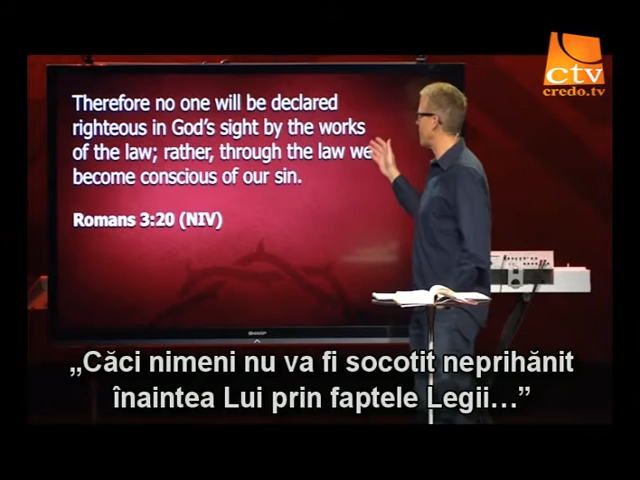 ctv
credo.tv
Therefore no one will be declared
righteous in God's sight by the works
of the law; rather, through the law we
become conscious of our sin.
Romans 3:20 (NIV)
SHARP
„Căci nimeni nu va fi socotit neprihănit
înaintea Lui prin faptele Legii...”